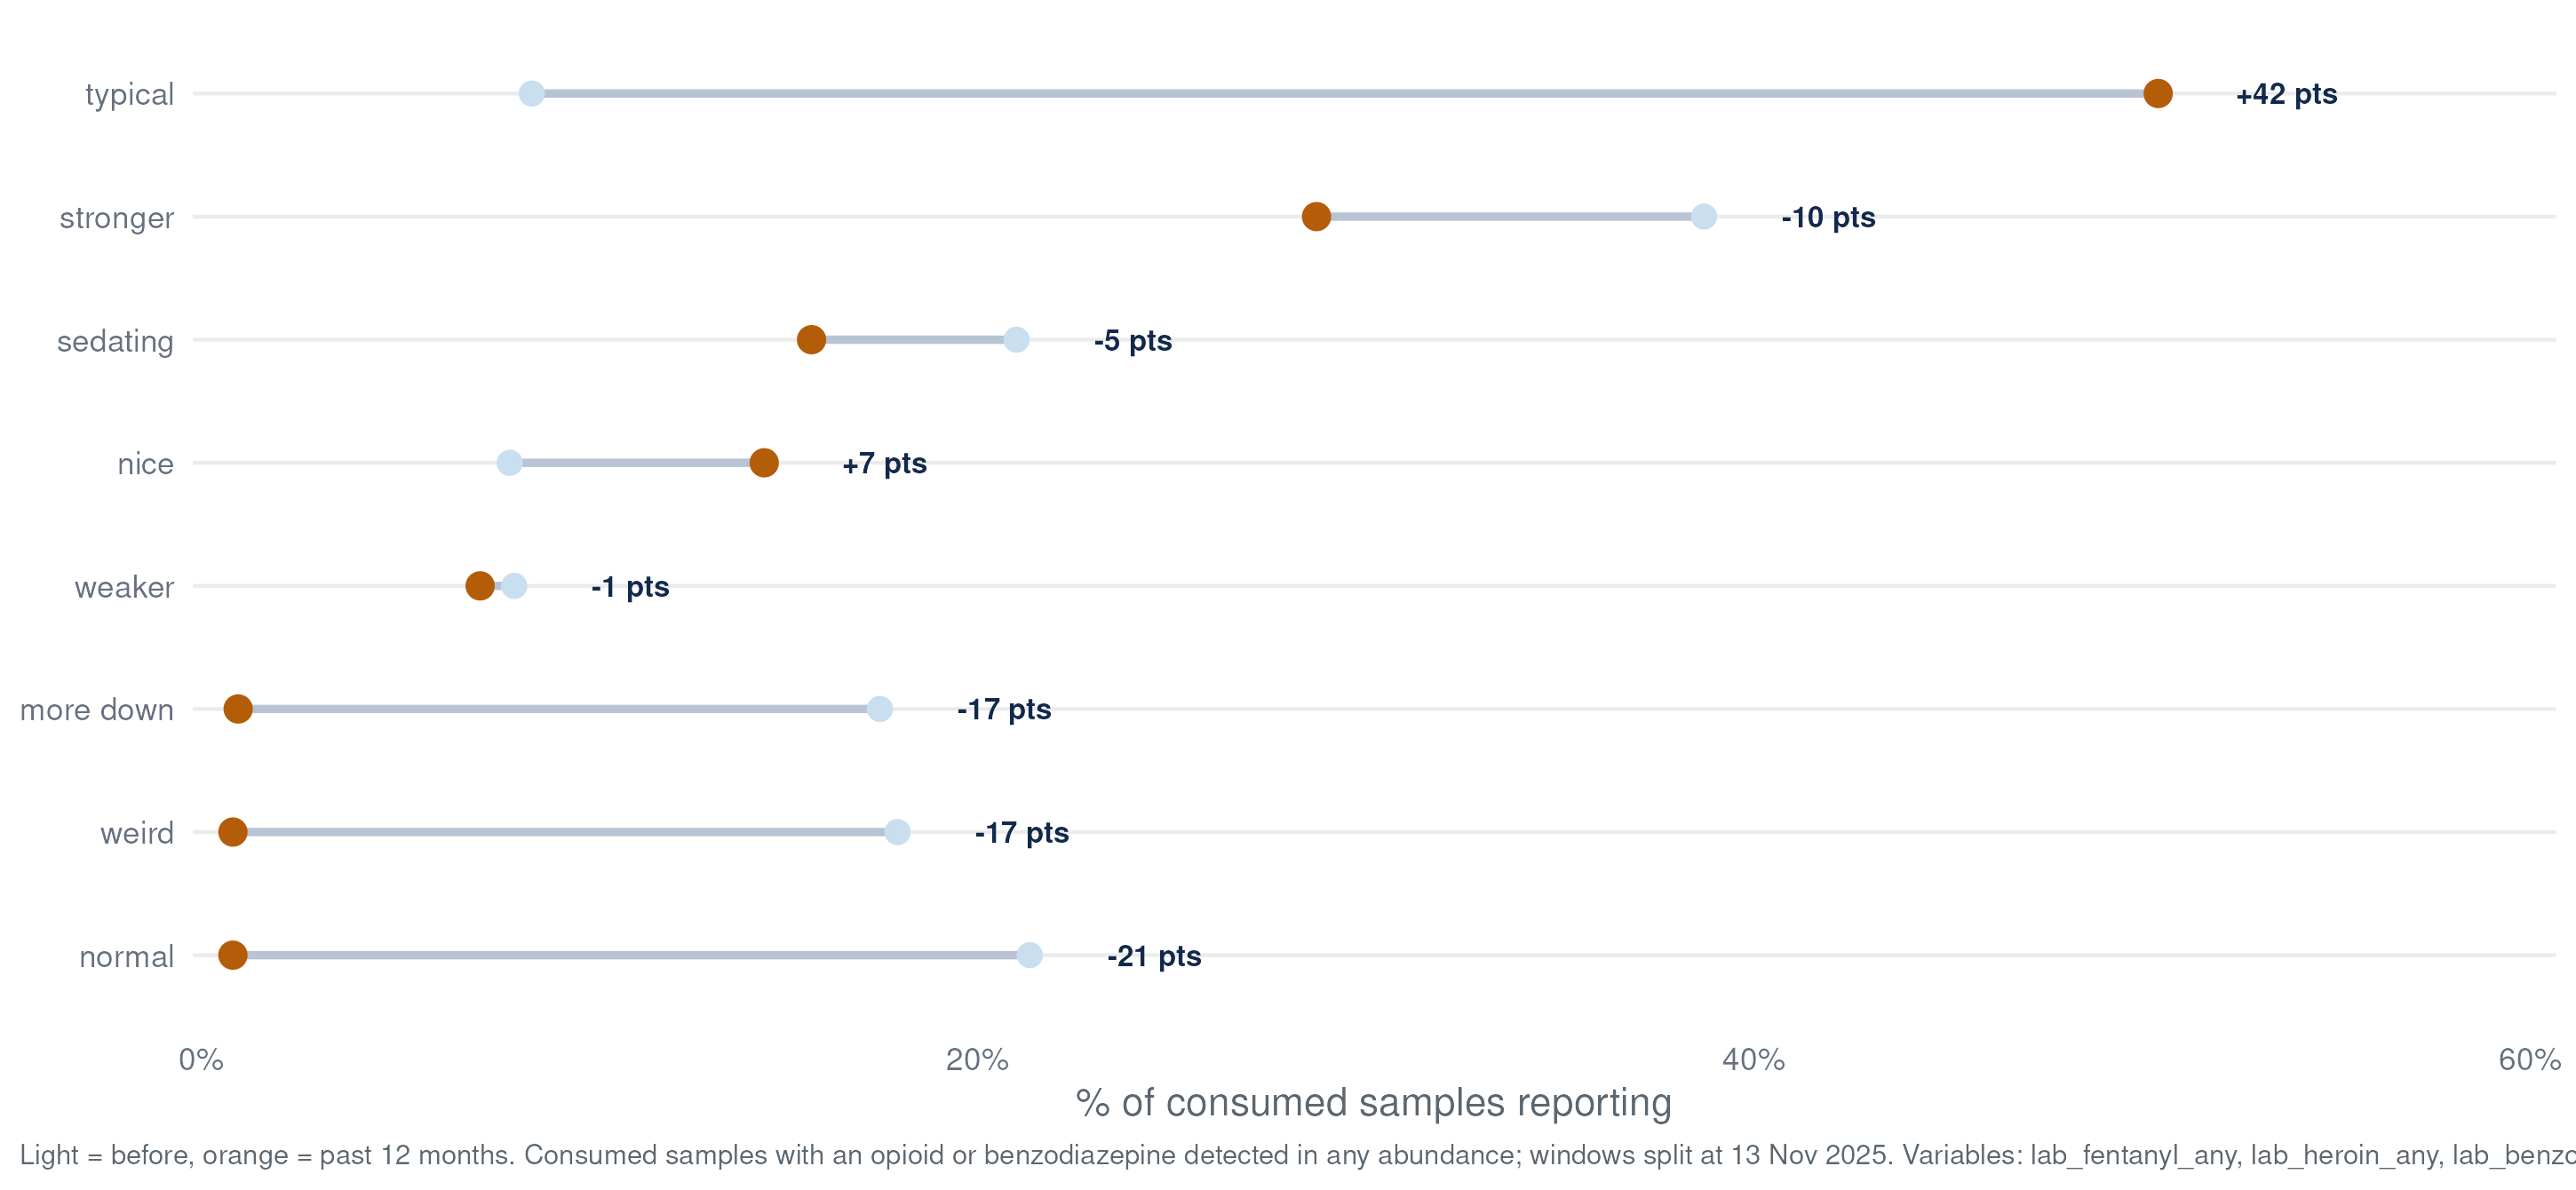 typical +42 pts
stronger -10 pts
sedating -5 pts
nice +7 pts
weaker -1 pts
more down -17 pts
weird -17 pts
normal -21 pts
0% 20% 40% 60%
% of consumed samples reporting
Light = before, orange = past 12 months. Consumed samples with an opioid or benzodiazepine detected in any abundance; windows split at 13 Nov 2025. Variables: lab_fentanyl_any, lab_heroin_any, lab_benzo